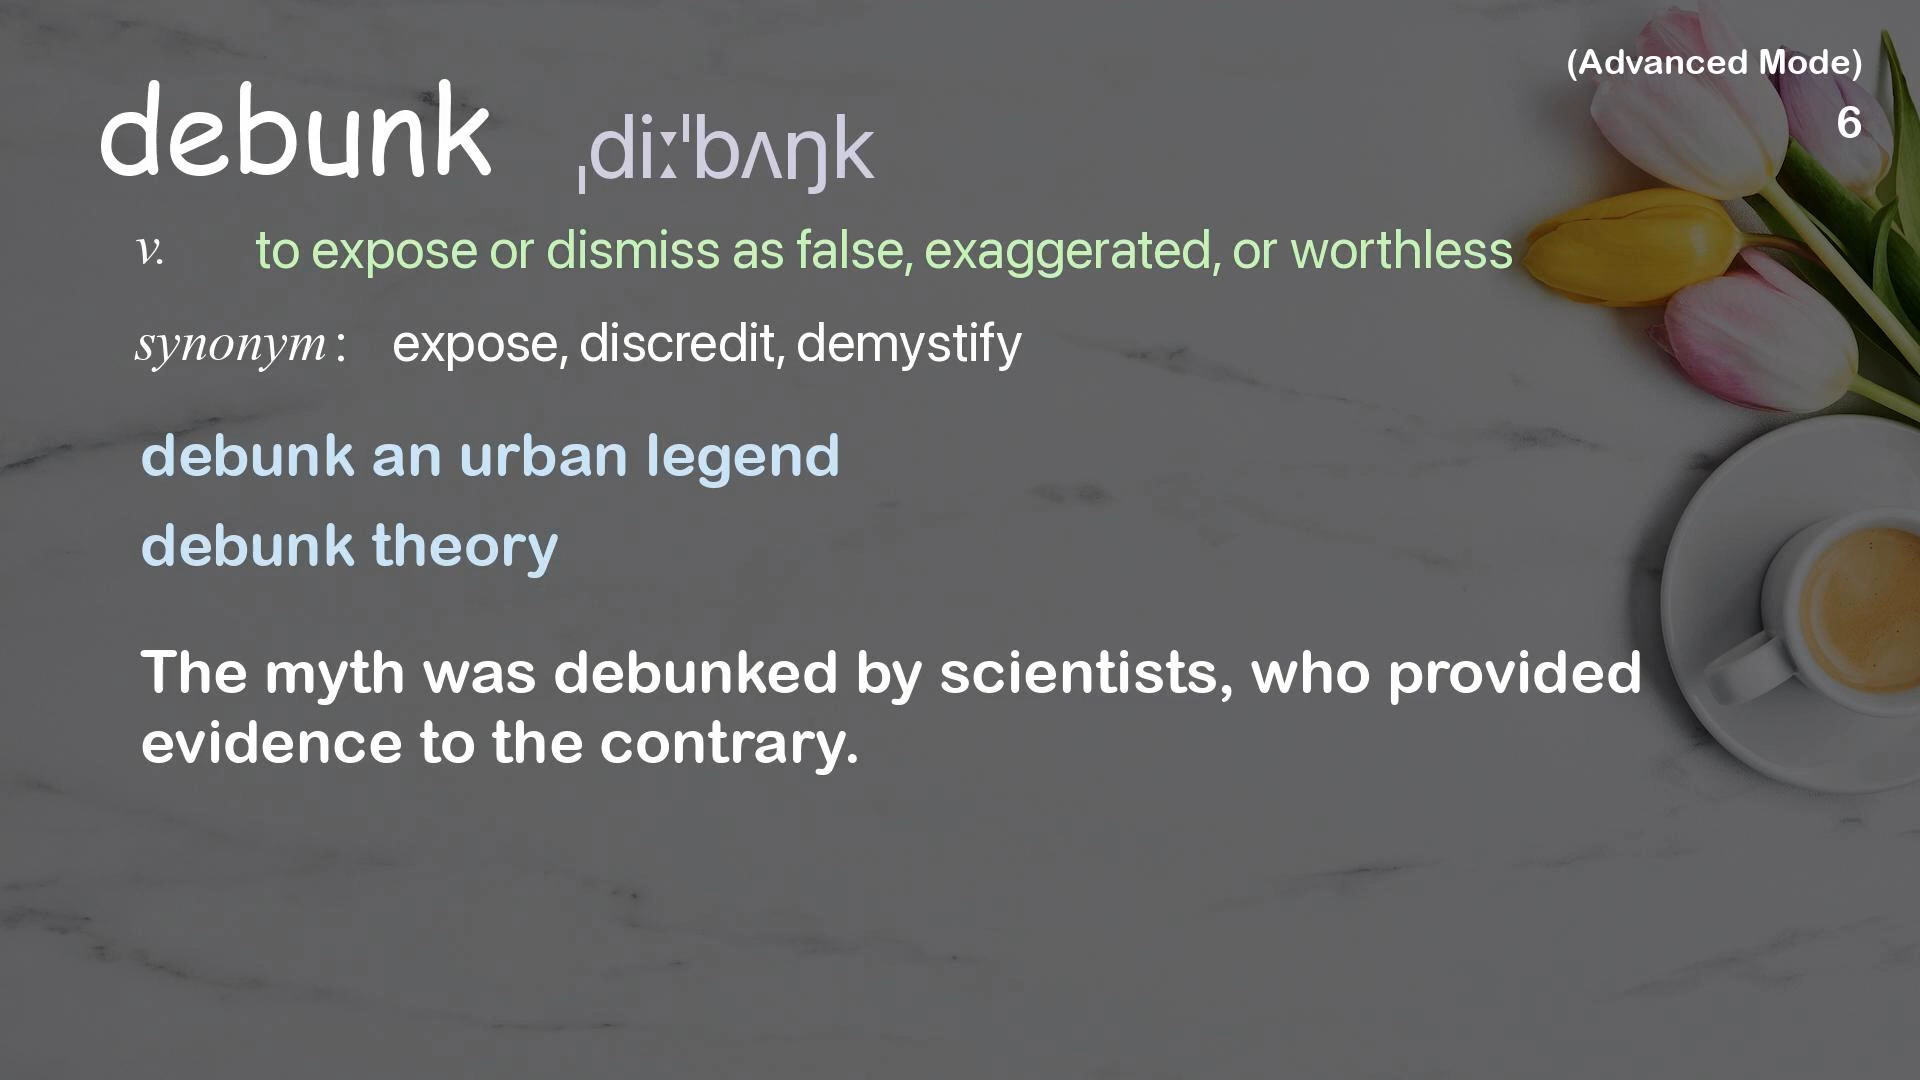 (Advanced Mode)
6
debunk ˌdiːˈbʌŋk
v. to expose or dismiss as false, exaggerated, or worthless
synonym: expose, discredit, demystify
debunk an urban legend
debunk theory
The myth was debunked by scientists, who provided
evidence to the contrary.